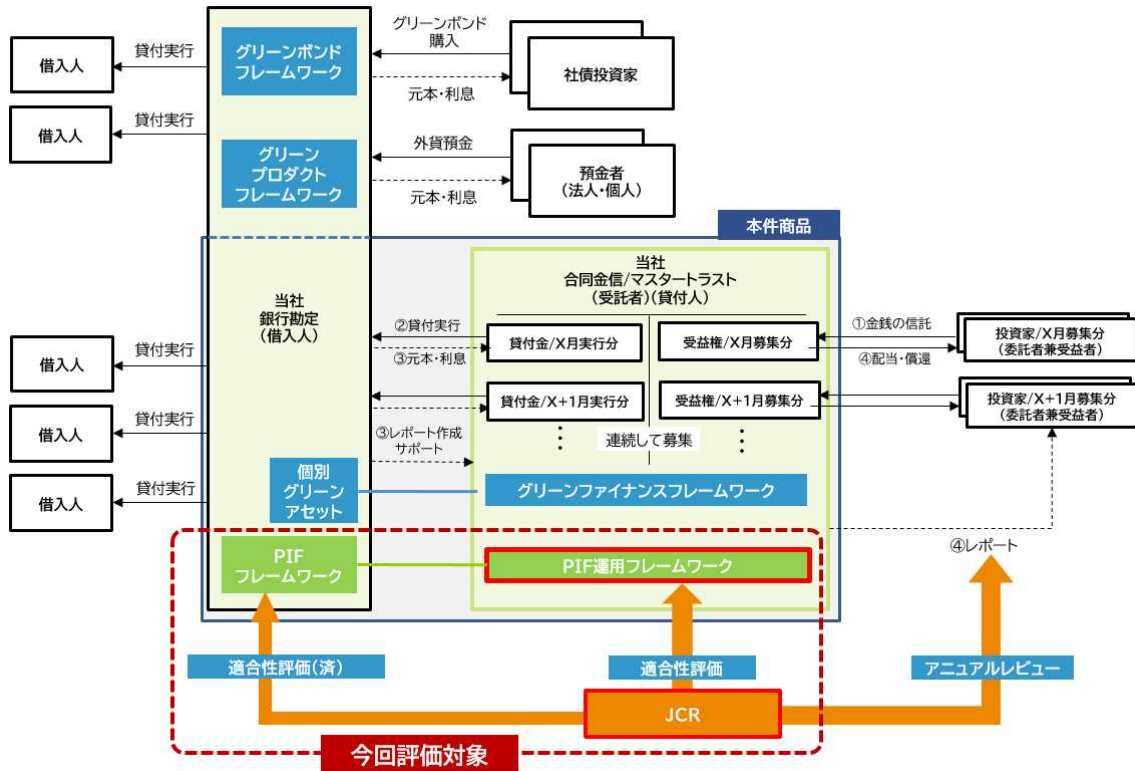 借入人
貸付実行
借入人
貸付実行
グリーンボンド
フレームワーク
グリーンボンド
購入
元本・利息
社債投資家
グリーン
プロダクト
フレームワーク
外貨預金
元本・利息
預金者
(法人・個人)
本件商品
当社
銀行勘定
(借入人)
当社
合同金信/マスタートラスト
(受託者)(貸付人)
②貸付実行
③元本・利息
貸付金/X月実行分
受益権/X月募集分
①金銭の信託
④配当・償還
投資家/X月募集分
(委託者兼受益者)
貸付金/X+1月実行分
受益権/X+1月募集分
投資家/X+1月募集分
(委託者兼受益者)
借入人
貸付実行
借入人
貸付実行
借入人
貸付実行
③レポート作成
サポート
連続して募集
個別
グリーン
アセット
グリーンファイナンスフレームワーク
PIF
フレームワーク
PIF運用フレームワーク
④レポート
適合性評価(済)
適合性評価
アニュアルレビュー
JCR
今回評価対象